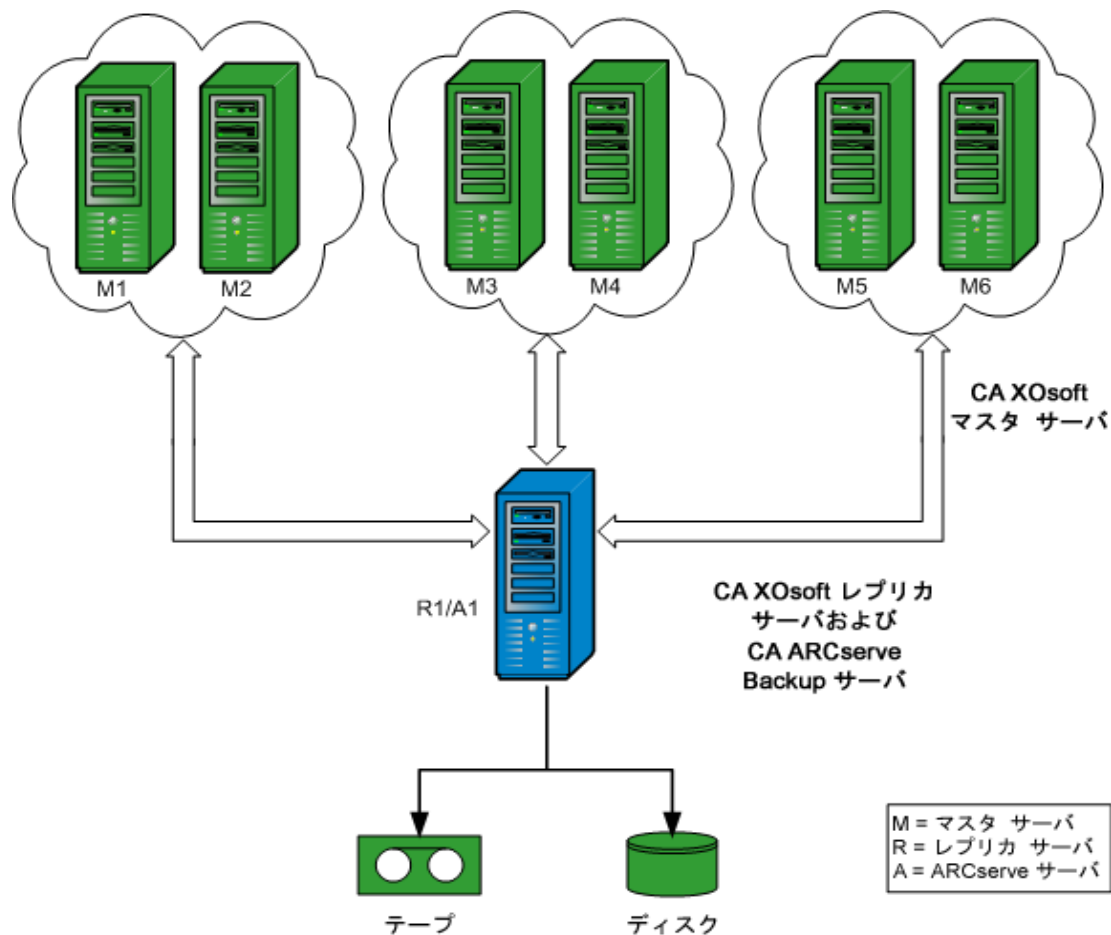 M1
M2
M3
M4
M5
M6
CA XOsoft
マスタ サーバ
R1/A1
CA XOsoft レプリカ
サーバおよび
CA ARCserve
Backup サーバ
M = マスタ サーバ
R = レプリカ サーバ
A = ARCserve サーバ
テープ
ディスク